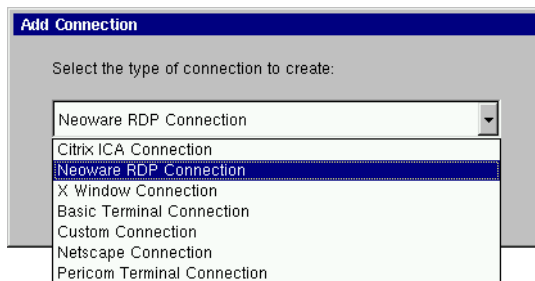 Add Connection
Select the type of connection to create:
Neoware RDP Connection
Citrix ICA Connection
Neoware RDP Connection
X Window Connection
Basic Terminal Connection
Custom Connection
Netscape Connection
Pericom Terminal Connection